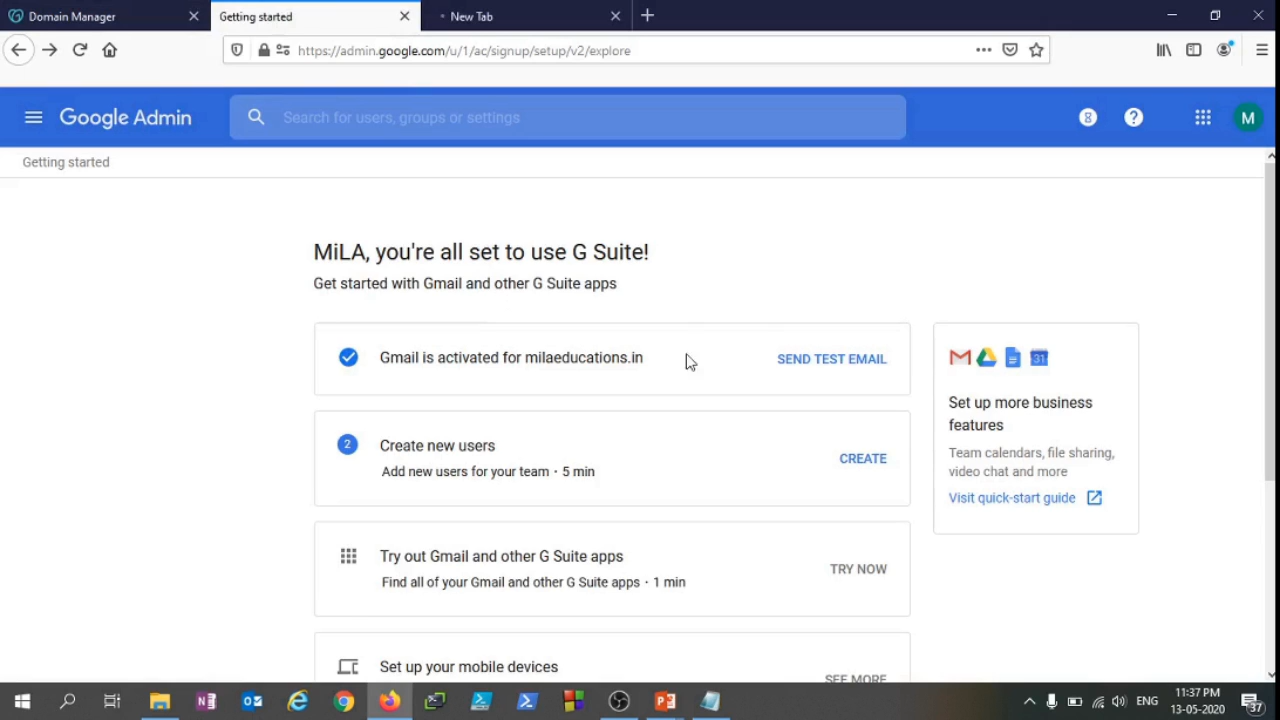 Domain Manager
Getting started
New Tab
https://admin.google.com/u/1/ac/signup/setup/v2/explore
Google Admin
Search for users, groups or settings
M
Getting started
MiLA, you're all set to use G Suite!
Get started with Gmail and other G Suite apps
Gmail is activated for milaeducations.in
SEND TEST EMAIL
2
Create new users
Add new users for your team · 5 min
CREATE
Try out Gmail and other G Suite apps
Find all of your Gmail and other G Suite apps · 1 min
TRY NOW
Set up your mobile devices
SEE MORE
31
Set up more business
features
Team calendars, file sharing,
video chat and more
Visit quick-start guide
ENG
11:37 PM
13-05-2020
37